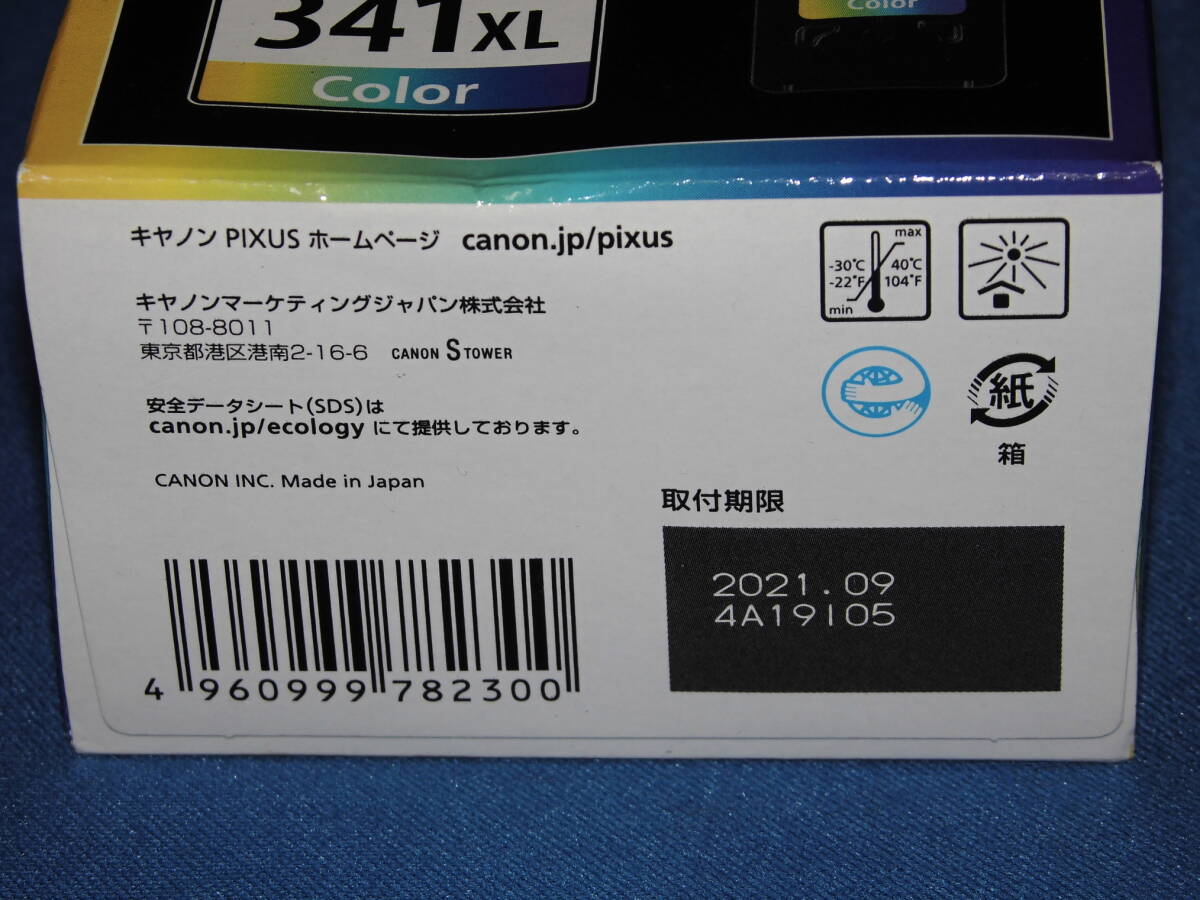 341XL
Color
Color
キヤノン PIXUS ホームページ canon.jp/pixus
キヤノンマーケティングジャパン株式会社
〒108-8011
東京都港区港南2-16-6 CANON S TOWER
安全データシート(SDS)は
canon.jp/ecology にて提供しております。
CANON INC. Made in Japan
max
-30℃ 40℃
-22°F 104°F
min
紙
箱
取付期限
2021.09
4A19I05
4 960999 782300